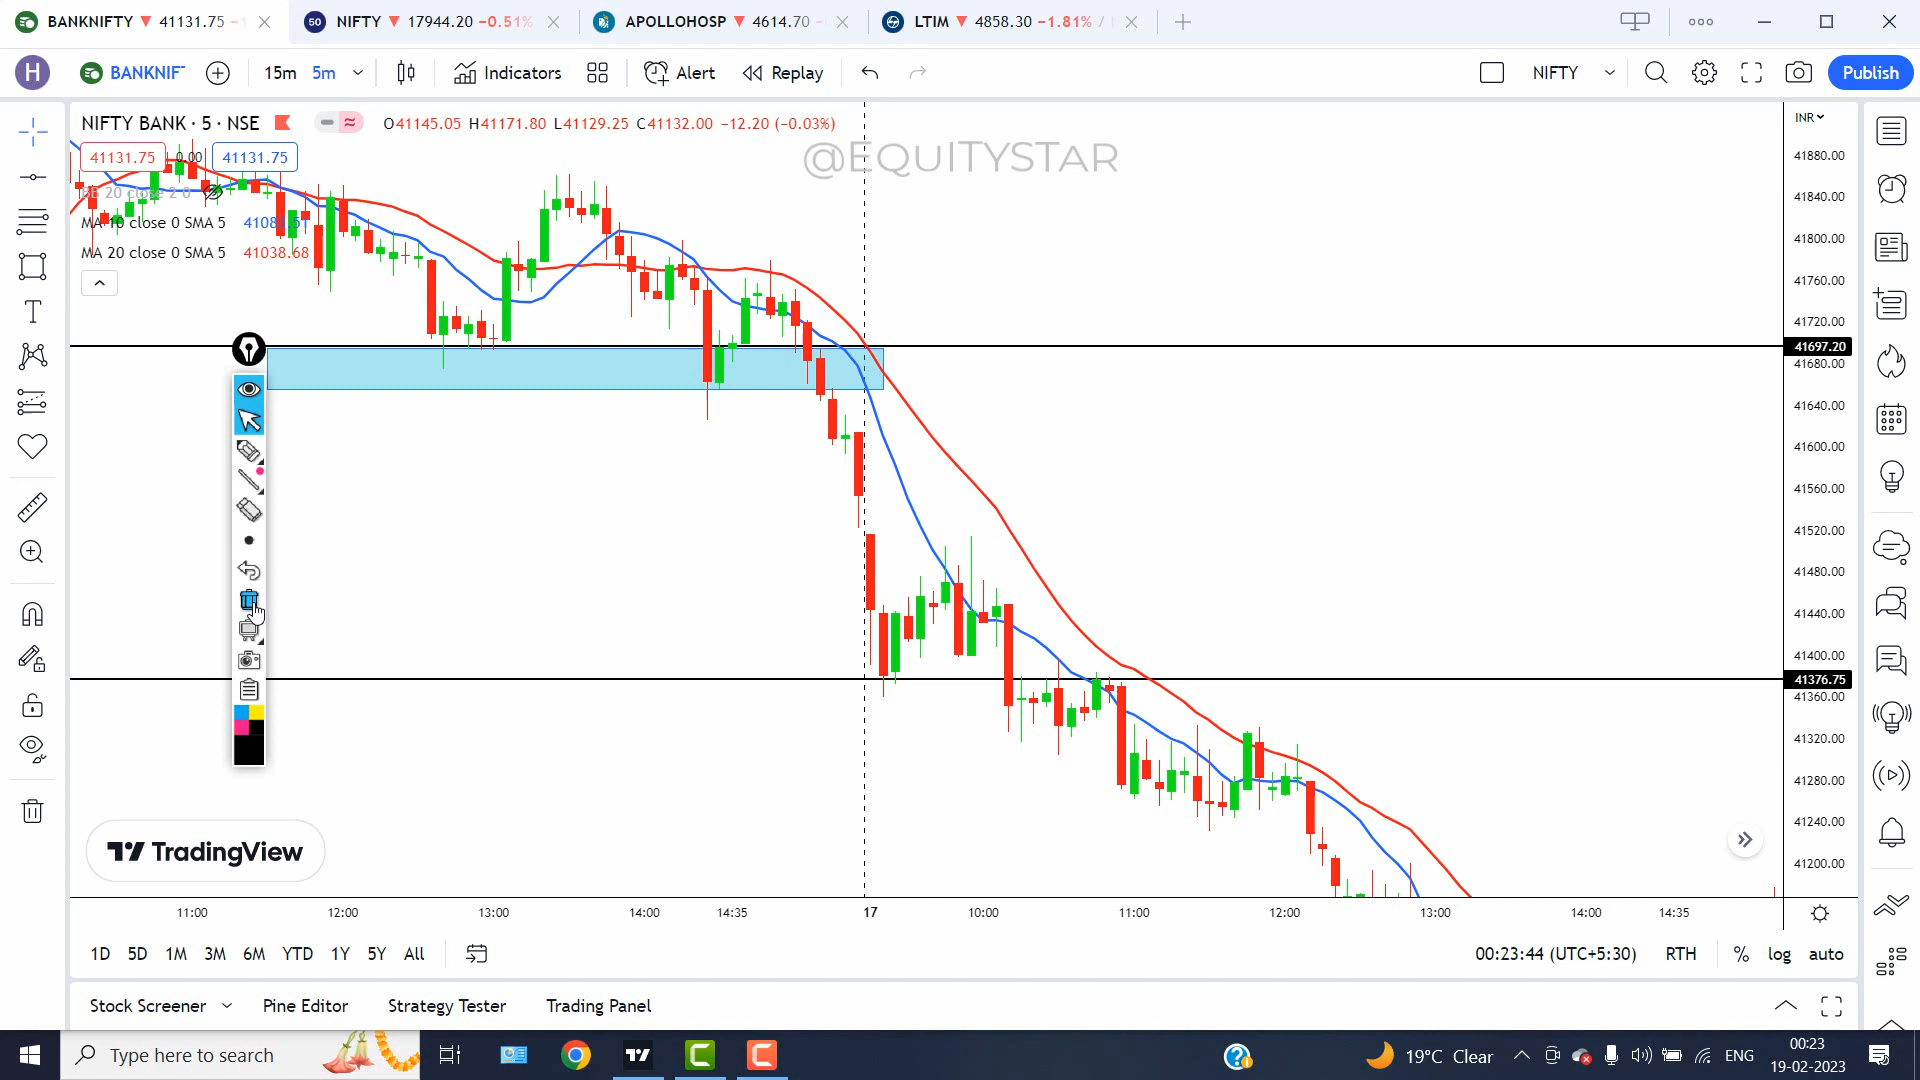 BANKNIFTY ▼ 41131.75
NIFTY ▼ 17944.20 −0.51%
APOLLOHOSP ▼ 4614.70
LTIM ▼ 4858.30 −1.81% /
H
BANKNIF
15m
5m
Indicators
Alert
Replay
NIFTY
Publish
NIFTY BANK · 5 · NSE
O41145.05 H41171.80 L41129.25 C41132.00 −12.20 (−0.03%)
INR
@EQUITYSTAR
41131.75
0.00
41131.75
BB 20 close 2 0
MA 10 close 0 SMA 5
MA 20 close 0 SMA 5 41038.68
41880.00
41840.00
41800.00
41760.00
41720.00
41697.20
41680.00
41640.00
41600.00
41560.00
41520.00
41480.00
41440.00
41400.00
41376.75
41360.00
41320.00
41280.00
41240.00
41200.00
TradingView
11:00
12:00
13:00
14:00
14:35
17
10:00
11:00
12:00
13:00
14:00
14:35
1D 5D 1M 3M 6M YTD 1Y 5Y All
00:23:44 (UTC+5:30)
RTH
%
log
auto
Stock Screener
Pine Editor
Strategy Tester
Trading Panel
Type here to search
19°C Clear
ENG
00:23
19-02-2023